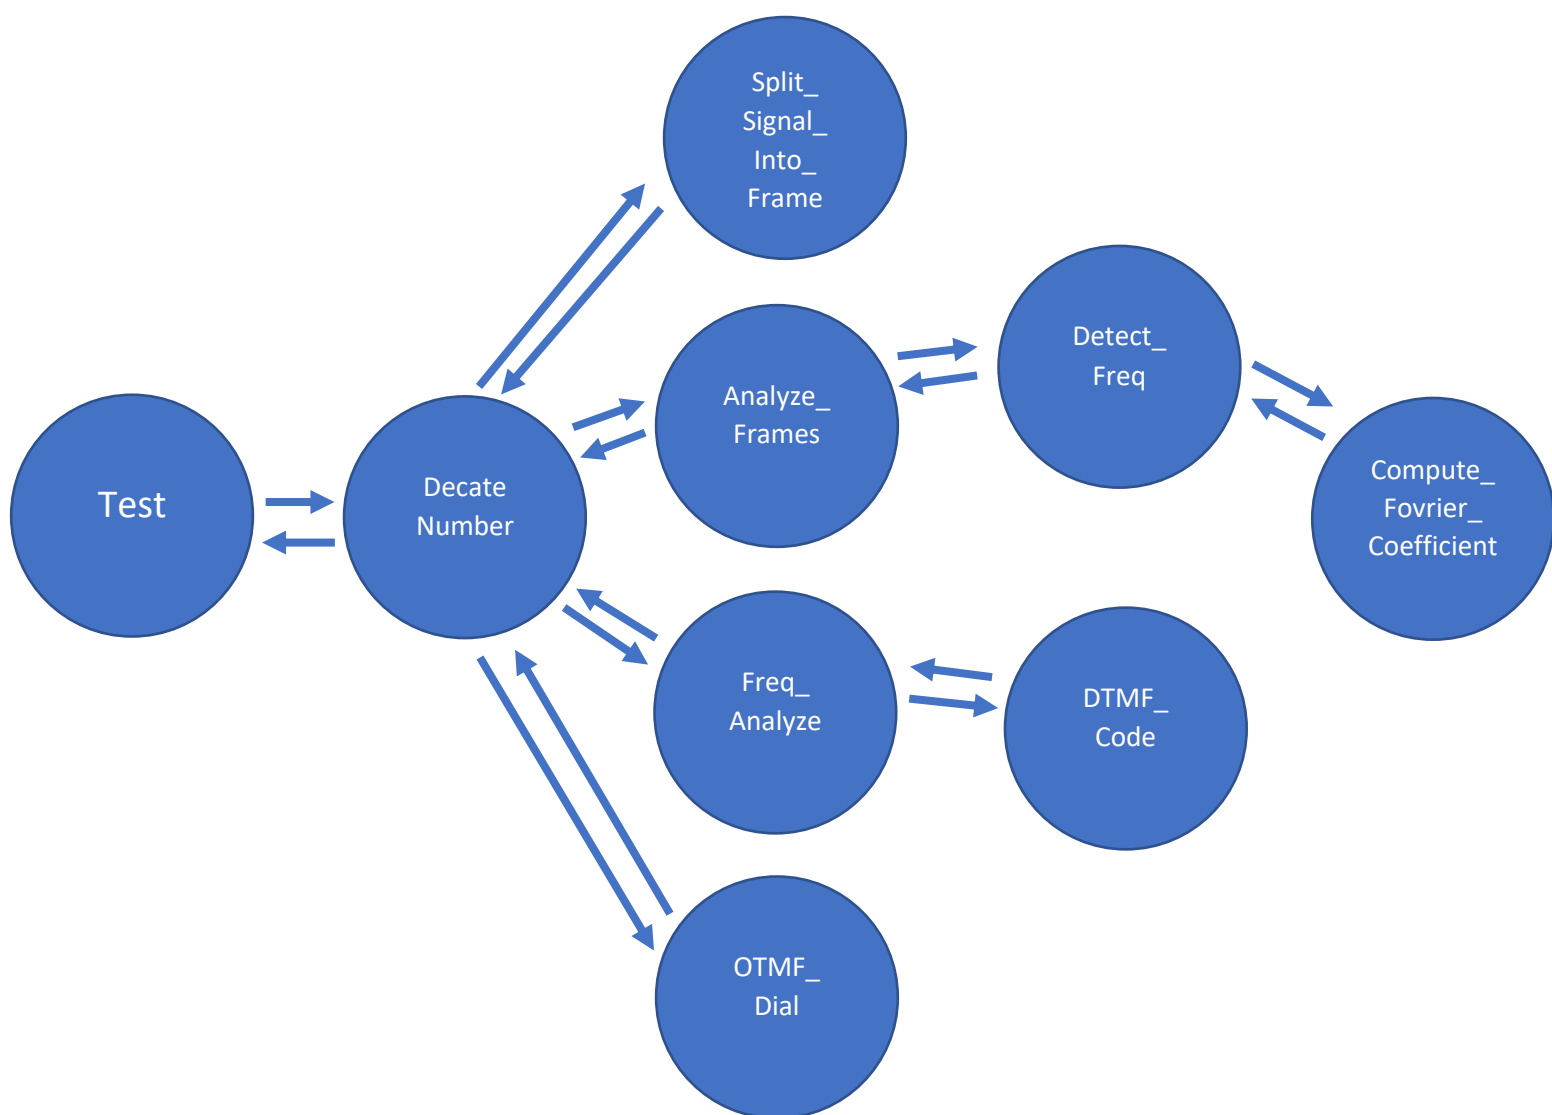 Split_
Signal_
Into_
Frame
Detect_
Freq
Analyze_
Frames
Compute_
Fovrier_
Coefficient
Test
Decate
Number
Freq_
Analyze
DTMF_
Code
OTMF_
Dial